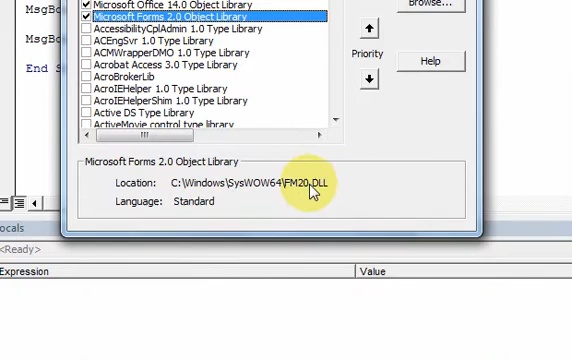 MsgBo
Microsoft Office 14.0 Object Library
Browse...
Microsoft Forms 2.0 Object Library
AccessibilityCplAdmin 1.0 Type Library
MsgBo
ACEngSvr 1.0 Type Library
ACWrapperDMO 1.0 Type Library
Priority
Help
End S
Acrobat Access 3.0 Type Library
AcroBrokerLib
AcroIEHelper 1.0 Type Library
AcroIEHelperShim 1.0 Type Library
Active DS Type Library
ActiveMovie control type library
Microsoft Forms 2.0 Object Library
Location: C:\Windows\SysWOW64\FM20.DLL
Language: Standard
ocals
<Ready>
Expression
Value